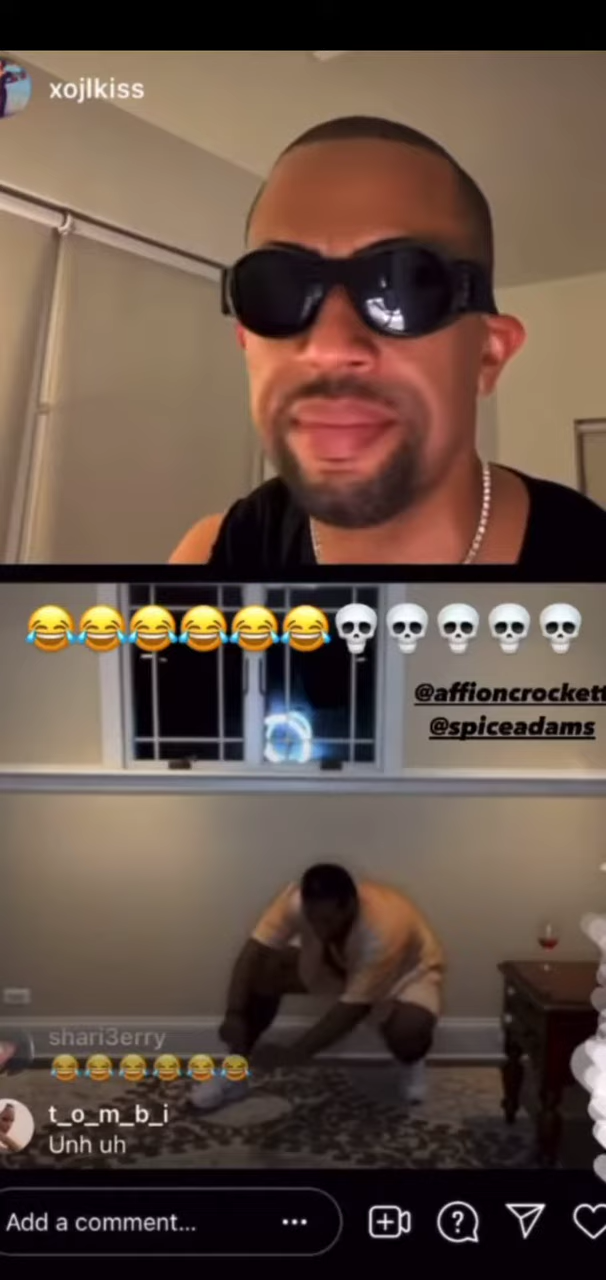 xojlkiss
😂😂😂😂😂😂💀💀💀💀💀
@affioncrockett
@spiceadams
shari3erry
😂😂😂😂😂😂
t_o_m_b_i
Unh uh
Add a comment...